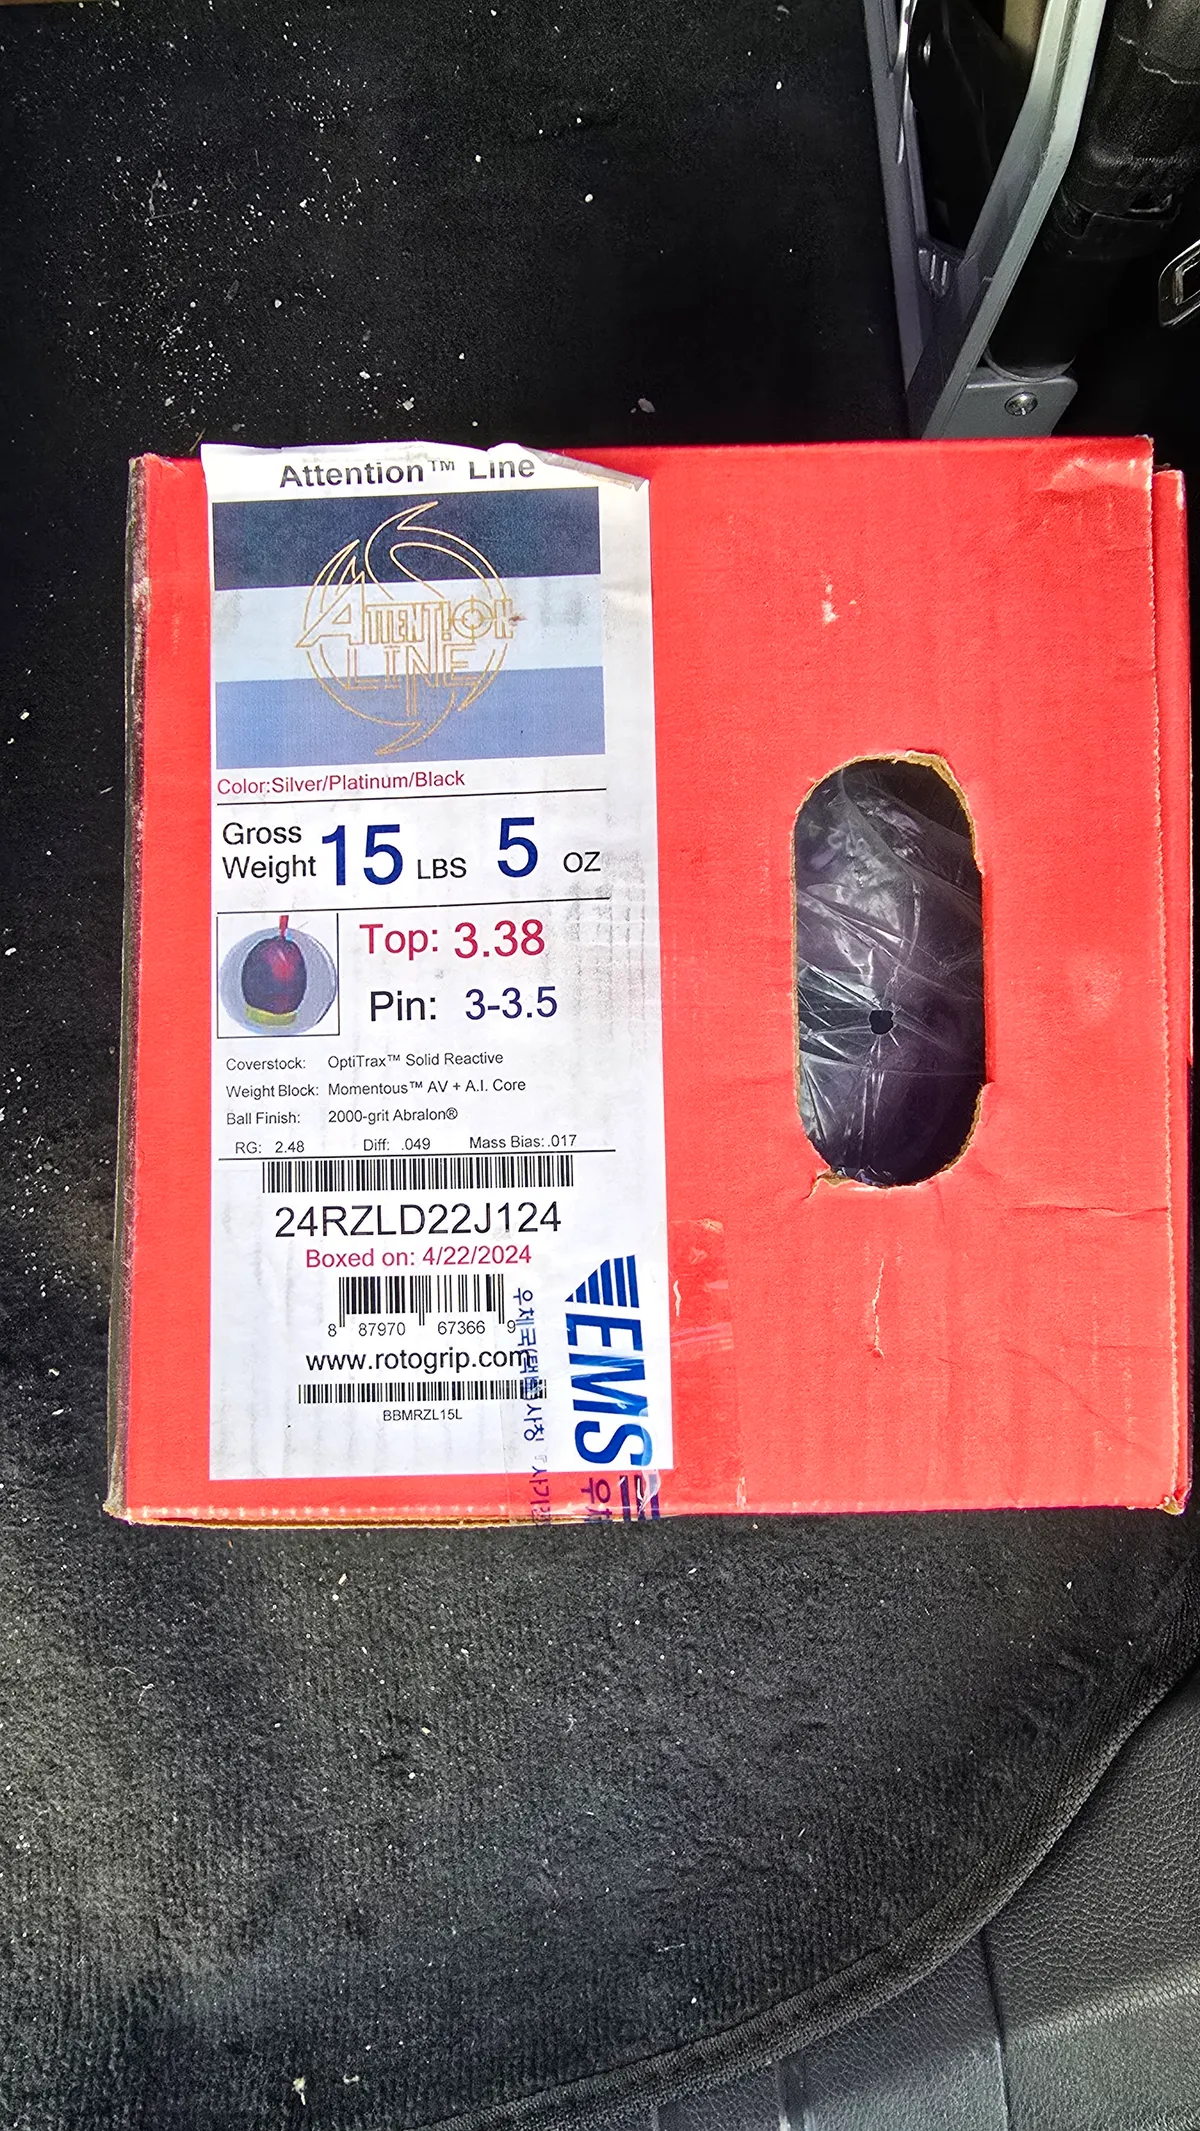 Attention™ Line
ATTENTION
LINE
Color:Silver/Platinum/Black
Gross
Weight 15 LBS 5 OZ
Top: 3.38
Pin: 3-3.5
Coverstock: OptiTrax™ Solid Reactive
Weight Block: Momentous™ AV + A.I. Core
Ball Finish: 2000-grit Abralon®
RG: 2.48 Diff: .049 Mass Bias: .017
24RZLD22J124
Boxed on: 4/22/2024
8 87970 67366 9
www.rotogrip.com
BBMRZL15L
EMS
우체국